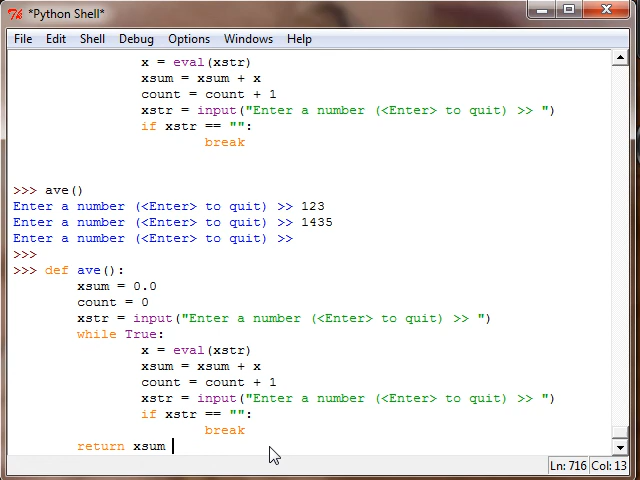 *Python Shell*
File Edit Shell Debug Options Windows Help
x = eval(xstr)
xsum = xsum + x
count = count + 1
xstr = input("Enter a number (<Enter> to quit) >> ")
if xstr == "":
break
>>> ave()
Enter a number (<Enter> to quit) >> 123
Enter a number (<Enter> to quit) >> 1435
Enter a number (<Enter> to quit) >>
>>>
>>> def ave():
xsum = 0.0
count = 0
xstr = input("Enter a number (<Enter> to quit) >> ")
while True:
x = eval(xstr)
xsum = xsum + x
count = count + 1
xstr = input("Enter a number (<Enter> to quit) >> ")
if xstr == "":
break
return xsum
Ln: 716 Col: 13